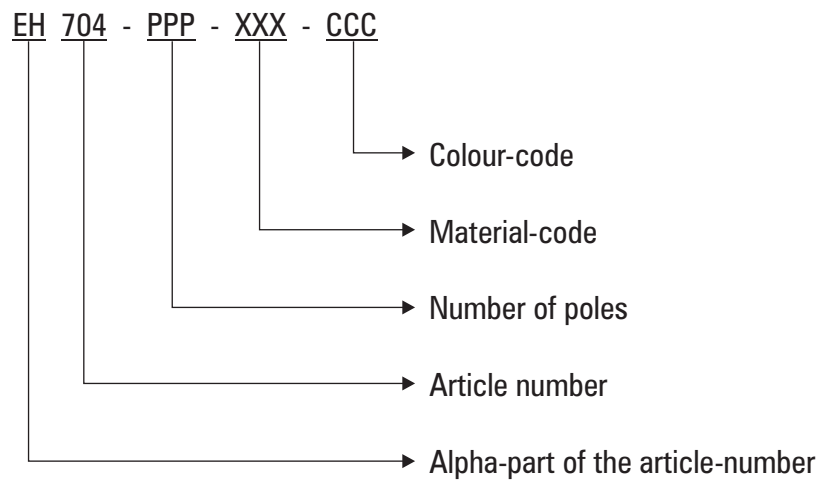 EH 704 - PPP - XXX - CCC
Colour-code
Material-code
Number of poles
Article number
Alpha-part of the article-number